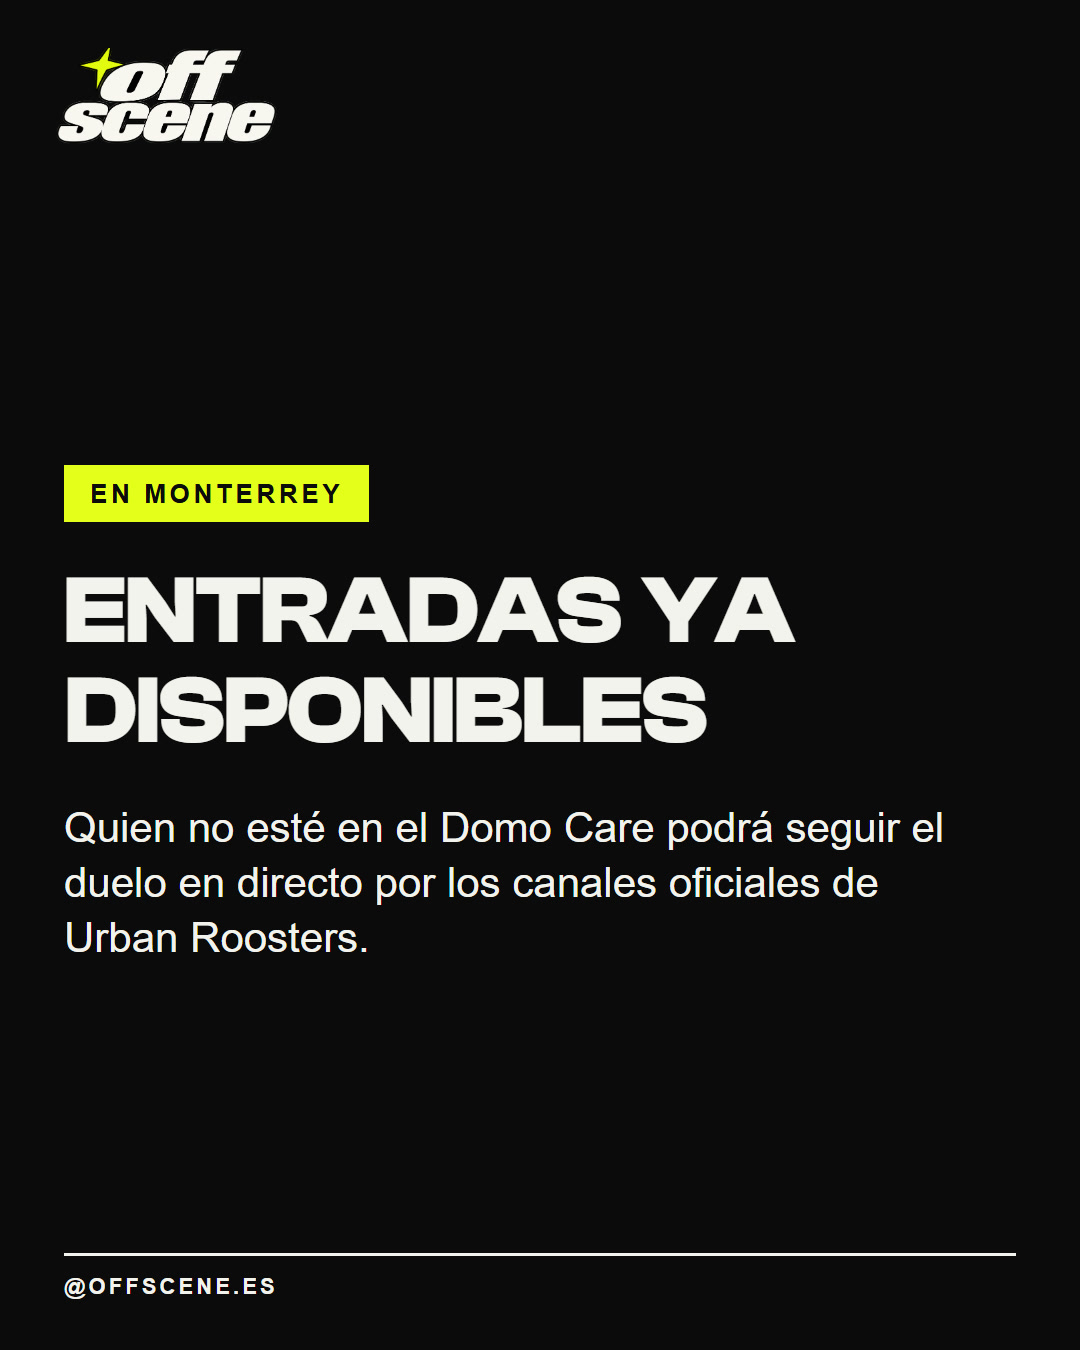 off
scene
EN MONTERREY
ENTRADAS YA
DISPONIBLES
Quien no esté en el Domo Care podrá seguir el
duelo en directo por los canales oficiales de
Urban Roosters.
@OFFSCENE.ES